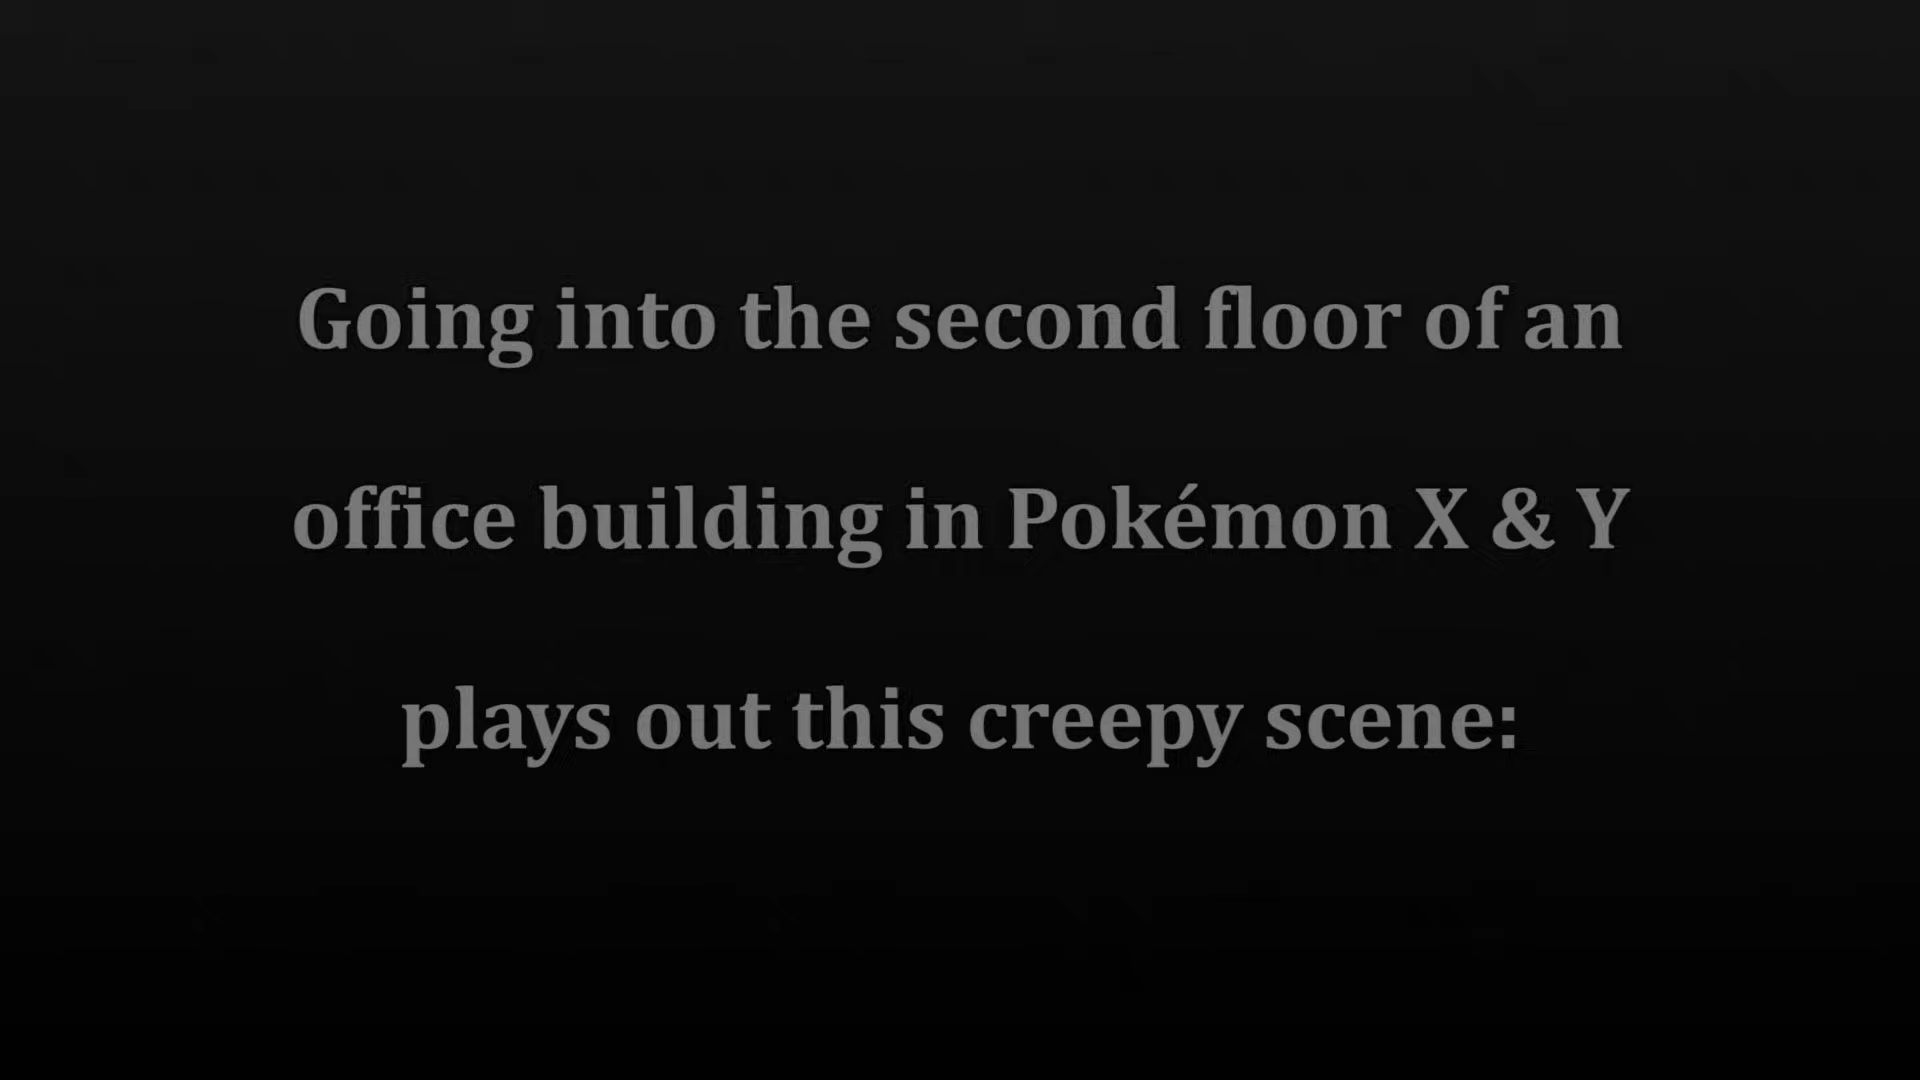 Going into the second floor of an
office building in Pokémon X & Y
plays out this creepy scene: